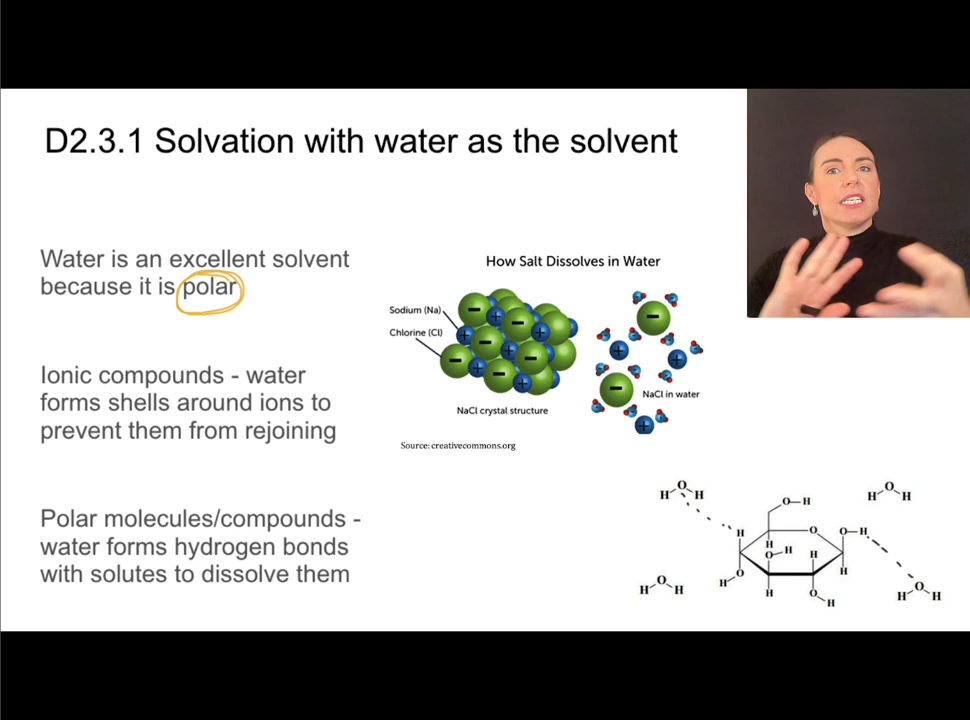 D2.3.1 Solvation with water as the solvent
Water is an excellent solvent
because it is polar
Ionic compounds - water
forms shells around ions to
prevent them from rejoining
Polar molecules/compounds -
water forms hydrogen bonds
with solutes to dissolve them
How Salt Dissolves in Water
Sodium (Na)
Chlorine (Cl)
NaCl crystal structure
NaCl in water
Source: creativecommons.org
H O H
H O H
O-H
H O O-H
H
O-H H
H O H
H O H H
O H
H O H